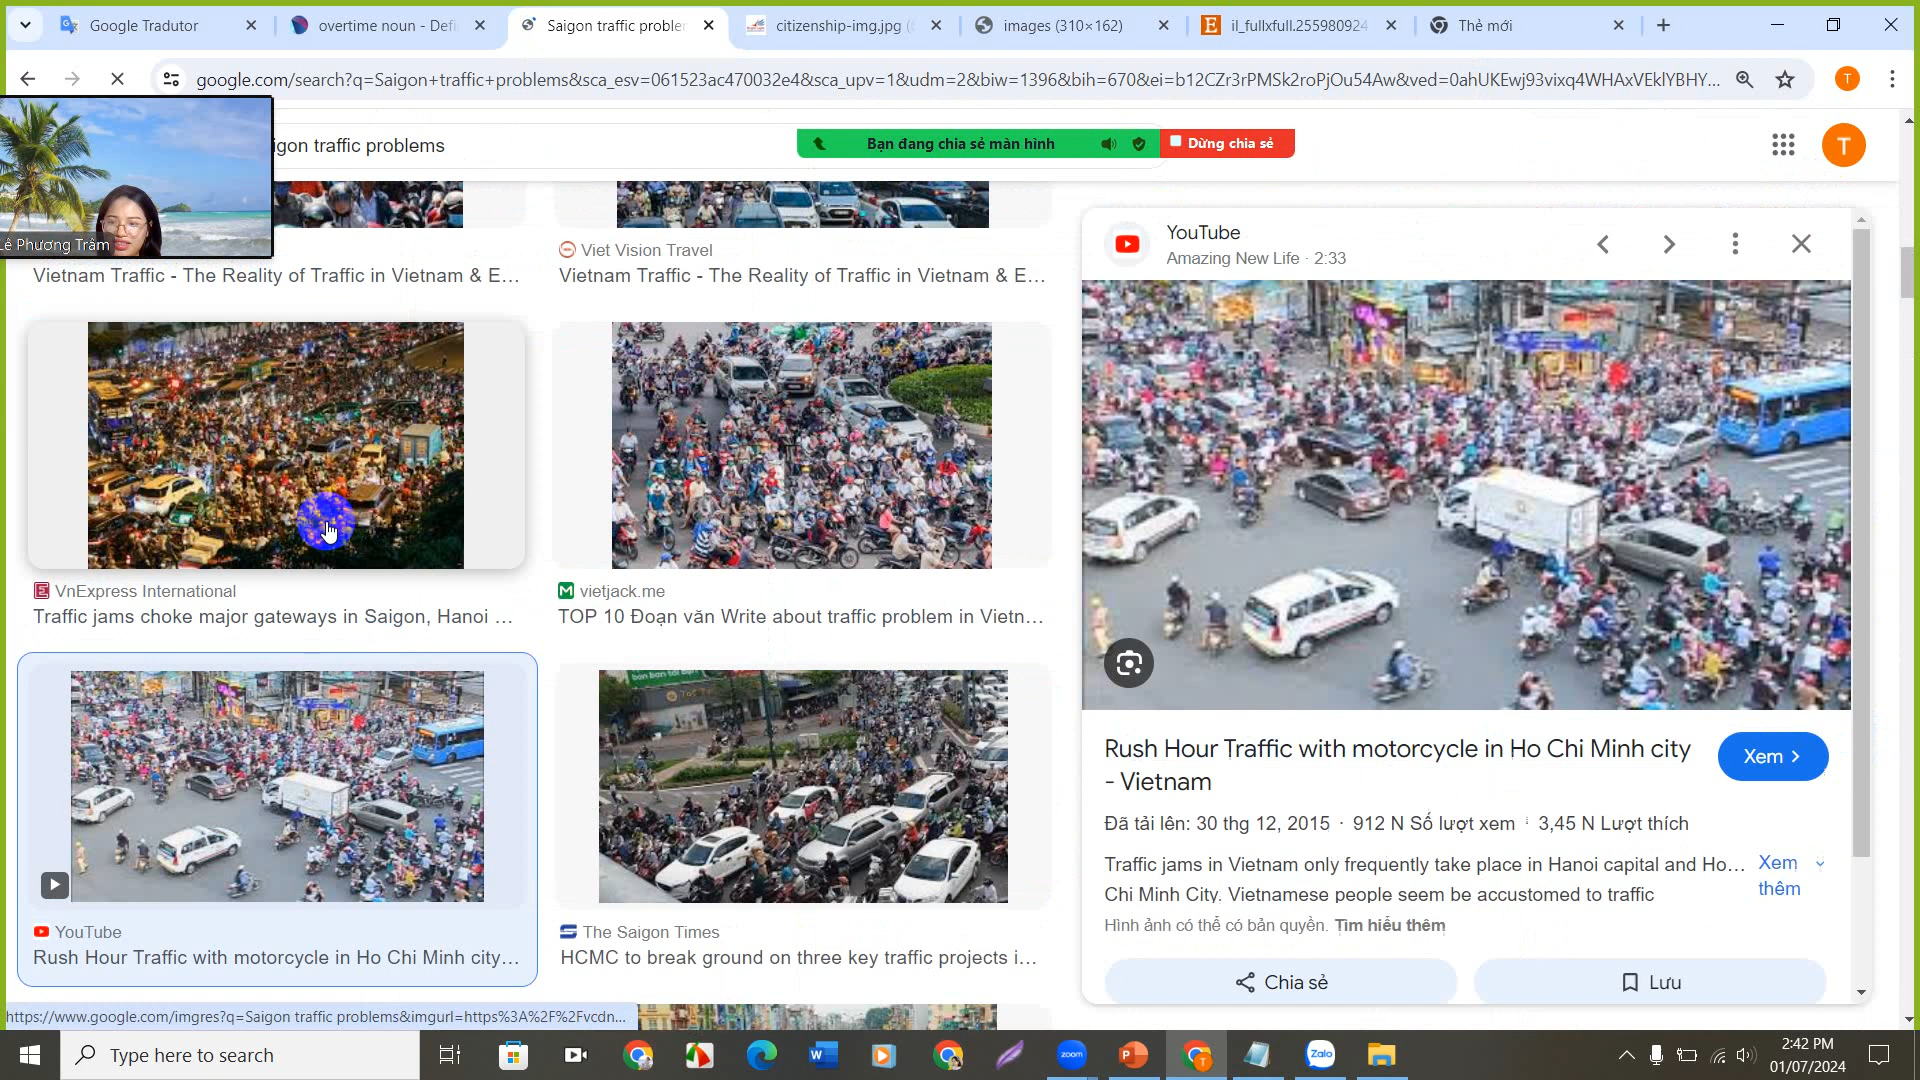 Google Tradutor
overtime noun - Defi
Saigon traffic probler
citizenship-img.jpg (
images (310×162)
il_fullxfull.255980924
Thẻ mới
google.com/search?q=Saigon+traffic+problems&sca_esv=061523ac470032e4&sca_upv=1&udm=2&biw=1396&bih=670&ei=b12CZr3rPMSk2roPjOu54Aw&ved=0ahUKEwj93vixq4WHAxVEklYBHY...
T
igon traffic problems
Bạn đang chia sẻ màn hình
Dừng chia sẻ
T
Lê Phương Trâm
Vietnam Traffic - The Reality of Traffic in Vietnam & E...
Viet Vision Travel
Vietnam Traffic - The Reality of Traffic in Vietnam & E...
VnExpress International
Traffic jams choke major gateways in Saigon, Hanoi ...
vietjack.me
TOP 10 Đoạn văn Write about traffic problem in Vietn...
YouTube
Rush Hour Traffic with motorcycle in Ho Chi Minh city...
The Saigon Times
HCMC to break ground on three key traffic projects i...
YouTube
Amazing New Life · 2:33
Rush Hour Traffic with motorcycle in Ho Chi Minh city
- Vietnam
Xem
Đã tải lên: 30 thg 12, 2015 · 912 N Số lượt xem · 3,45 N Lượt thích
Traffic jams in Vietnam only frequently take place in Hanoi capital and Ho...
Chi Minh City. Vietnamese people seem be accustomed to traffic
Xem
thêm
Hình ảnh có thể có bản quyền. Tìm hiểu thêm
Chia sẻ
Lưu
https://www.google.com/imgres?q=Saigon traffic problems&imgurl=https%3A%2F%2Fvcdn...
Type here to search
zoom
Zalo
2:42 PM
01/07/2024